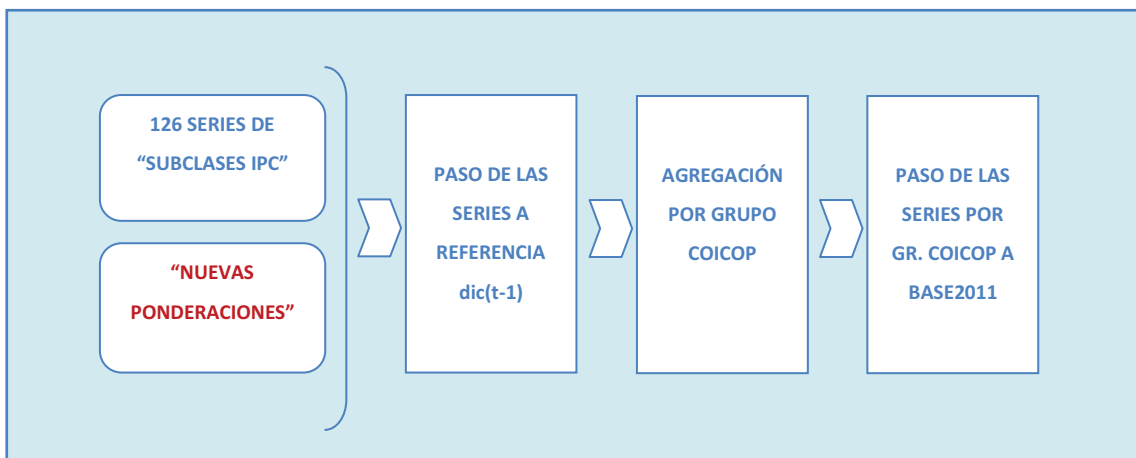 126 SERIES DE
“SUBCLASES IPC”
“NUEVAS
PONDERACIONES”
PASO DE LAS
SERIES A
REFERENCIA
dic(t-1)
AGREGACIÓN
POR GRUPO
COICOP
PASO DE LAS
SERIES POR
GR. COICOP A
BASE2011